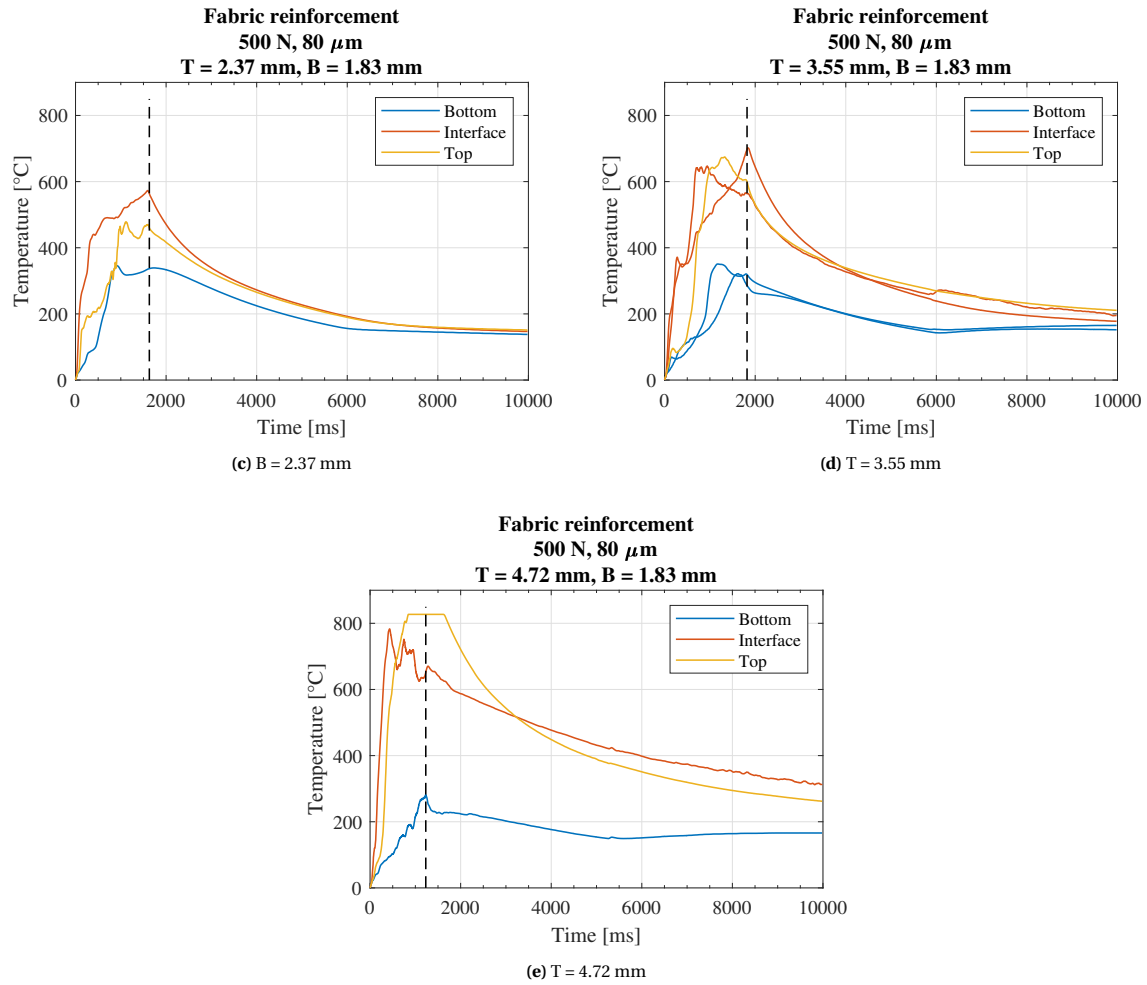 Fabric reinforcement
500 N, 80 μm
T = 2.37 mm, B = 1.83 mm
Temperature [°C]
800
600
400
200
0
Bottom
Interface
Top
0 2000 4000 6000 8000 10000
Time [ms]
(c) B = 2.37 mm
Fabric reinforcement
500 N, 80 μm
T = 3.55 mm, B = 1.83 mm
Temperature [°C]
800
600
400
200
0
Bottom
Interface
Top
0 2000 4000 6000 8000 10000
Time [ms]
(d) T = 3.55 mm
Fabric reinforcement
500 N, 80 μm
T = 4.72 mm, B = 1.83 mm
Temperature [°C]
800
600
400
200
0
Bottom
Interface
Top
0 2000 4000 6000 8000 10000
Time [ms]
(e) T = 4.72 mm